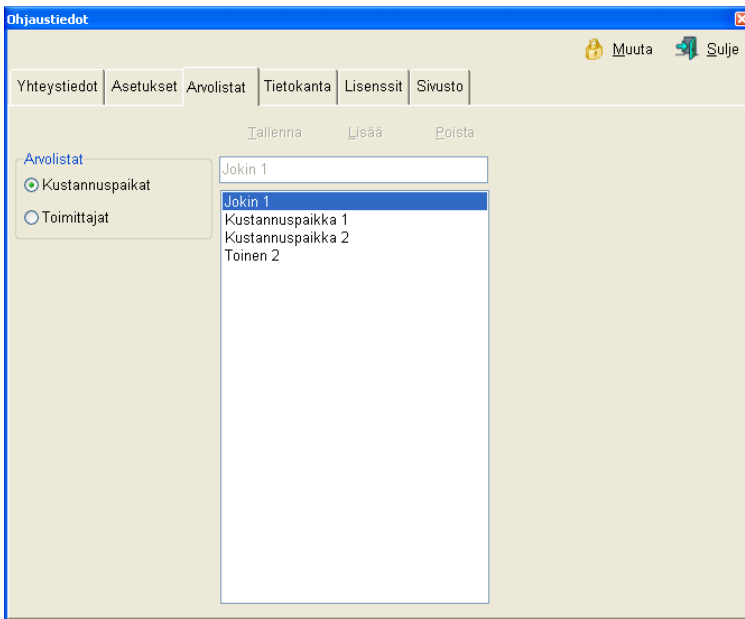 Ohjaustiedot
Muuta Sulje
Yhteystiedot Asetukset Arvolistat Tietokanta Lisenssit Sivusto
Tallenna Lisää Poista
Arvolistat
Jokin 1
Kustannuspaikat
Toimittajat
Jokin 1
Kustannuspaikka 1
Kustannuspaikka 2
Toinen 2